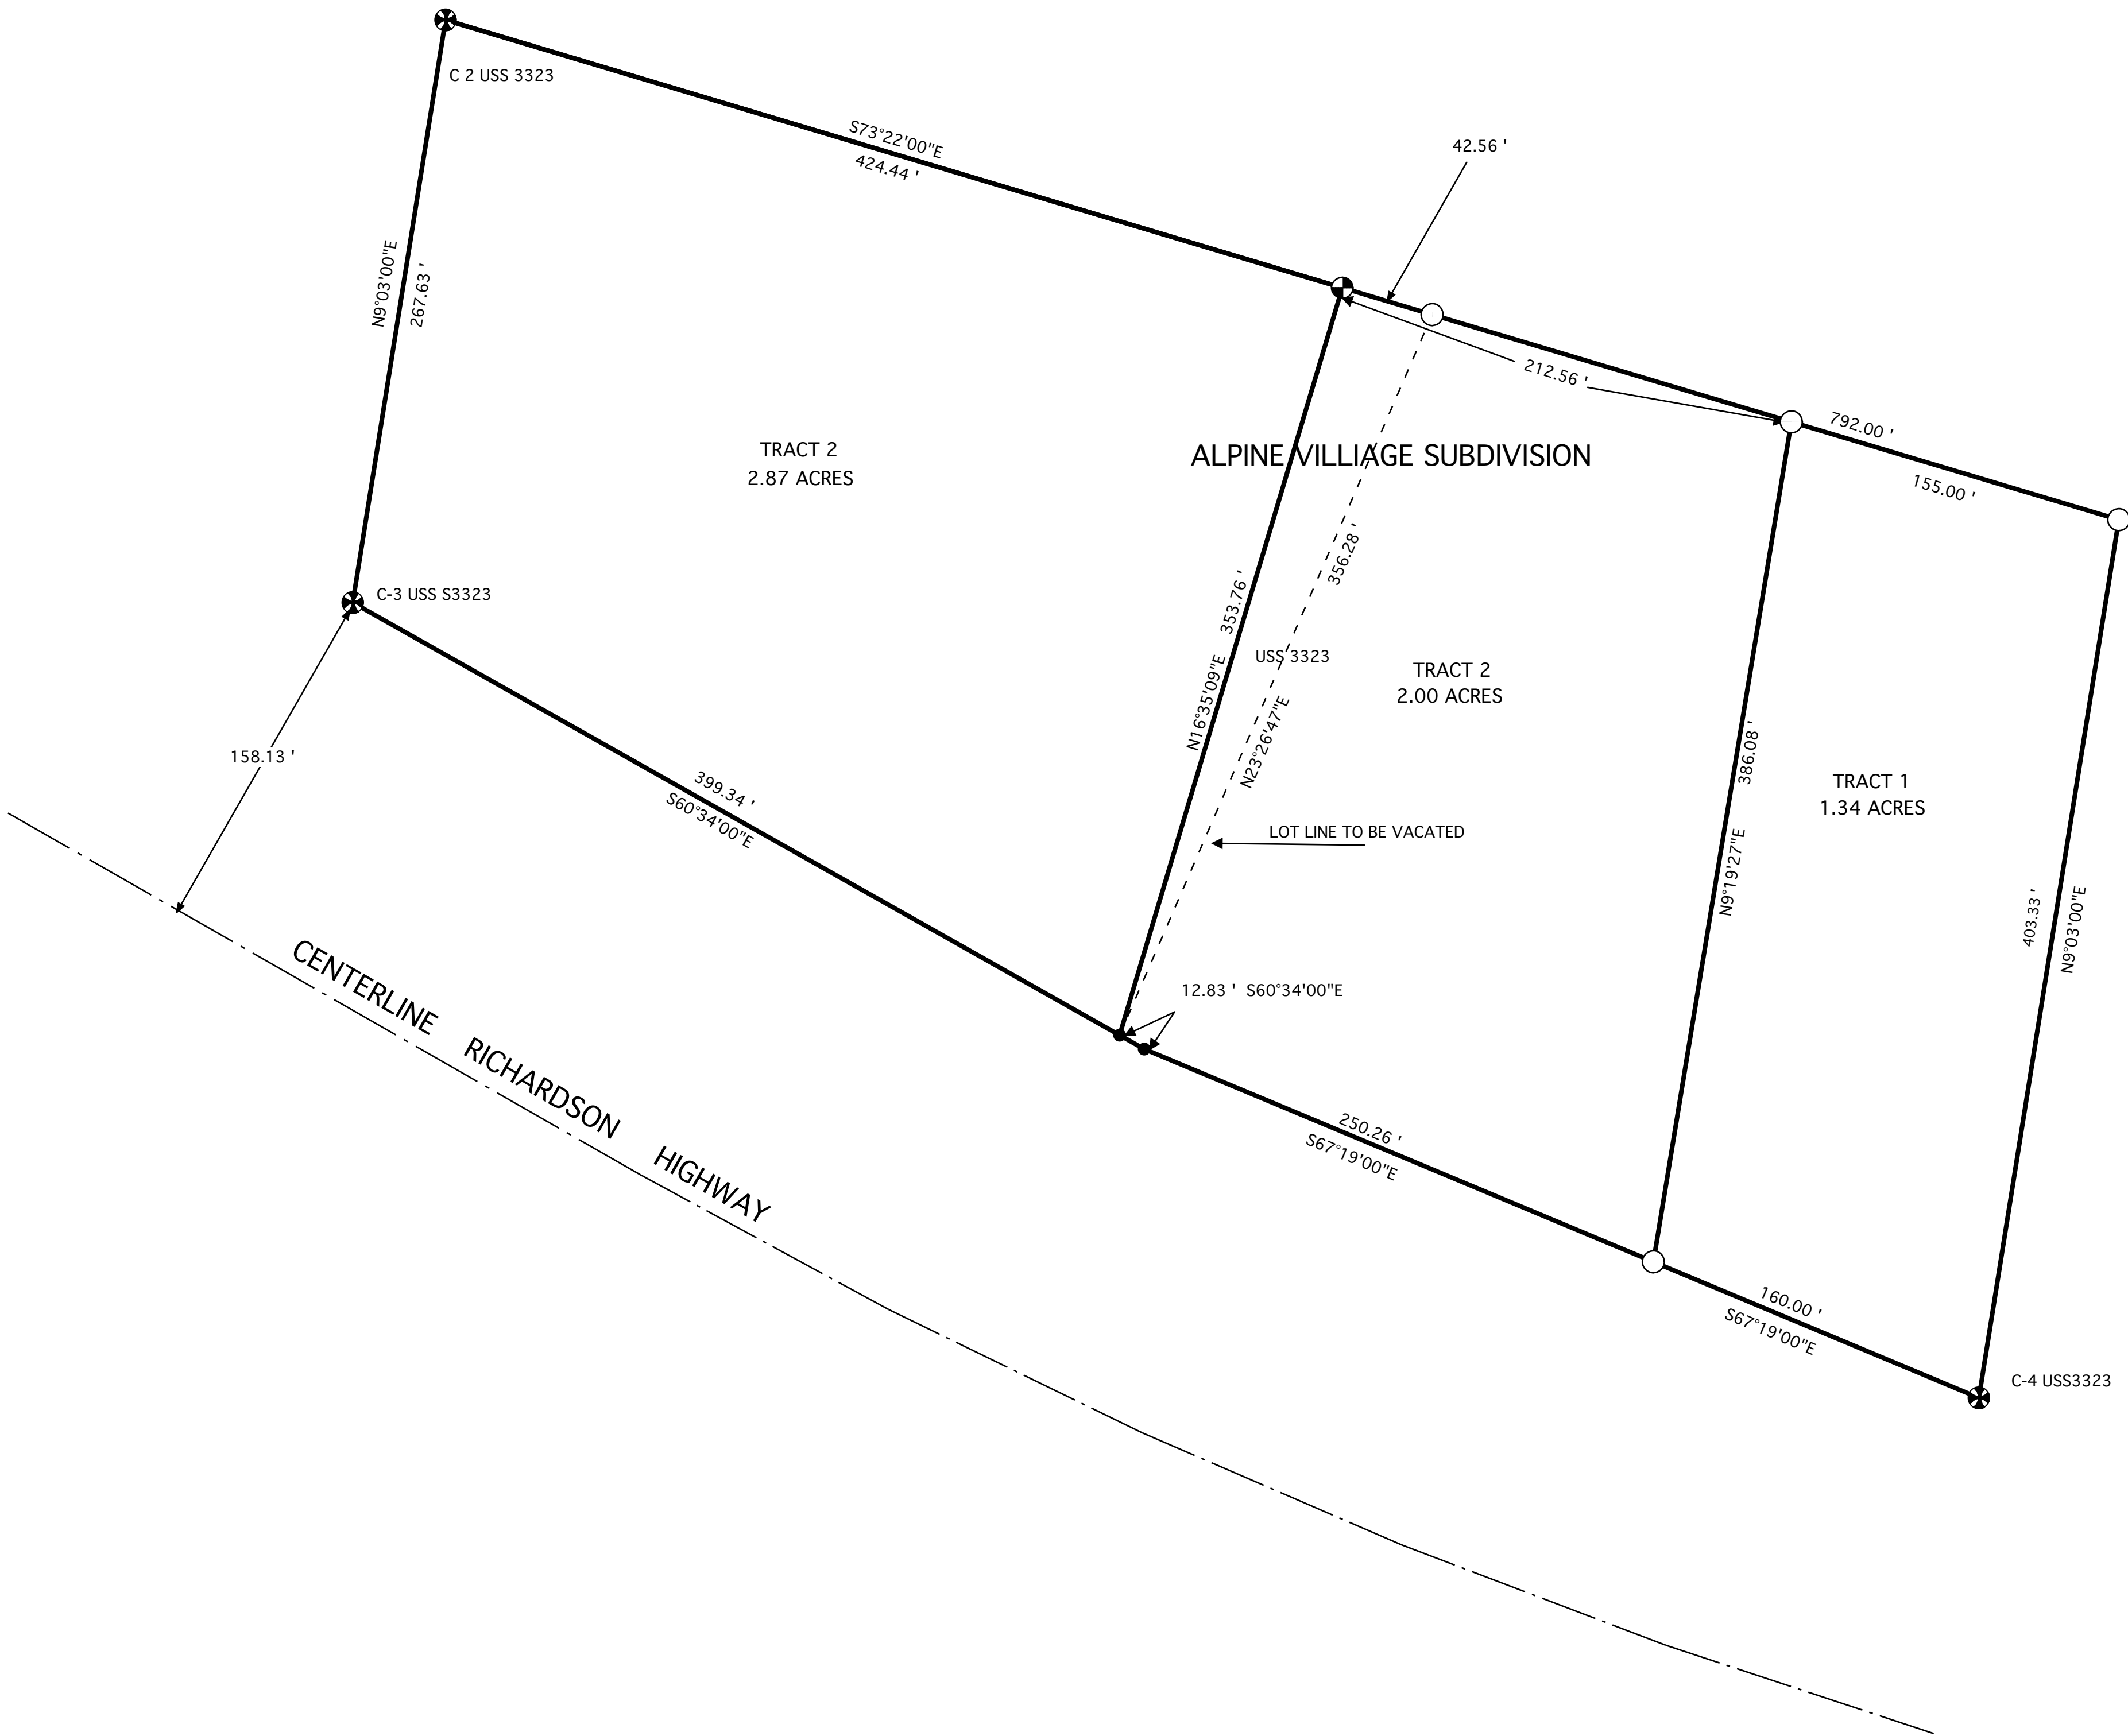 C 2 USS 3323
S73°22'00"E
424.44 '
42.56 '
N9°03'00"E
267.63 '
212.56 '
792.00 '
155.00 '
TRACT 2
2.87 ACRES
ALPINE VILLIAGE SUBDIVISION
C-3 USS S3323
356.28 '
353.76 '
N16°35'09"E
USS 3323
N23°26'47"E
TRACT 2
2.00 ACRES
386.08 '
N9°19'27"E
TRACT 1
1.34 ACRES
158.13 '
399.34 '
S60°34'00"E
LOT LINE TO BE VACATED
403.33 '
N9°03'00"E
12.83 ' S60°34'00"E
CENTERLINE RICHARDSON HIGHWAY
250.26 '
S67°19'00"E
160.00 '
S67°19'00"E
C-4 USS3323